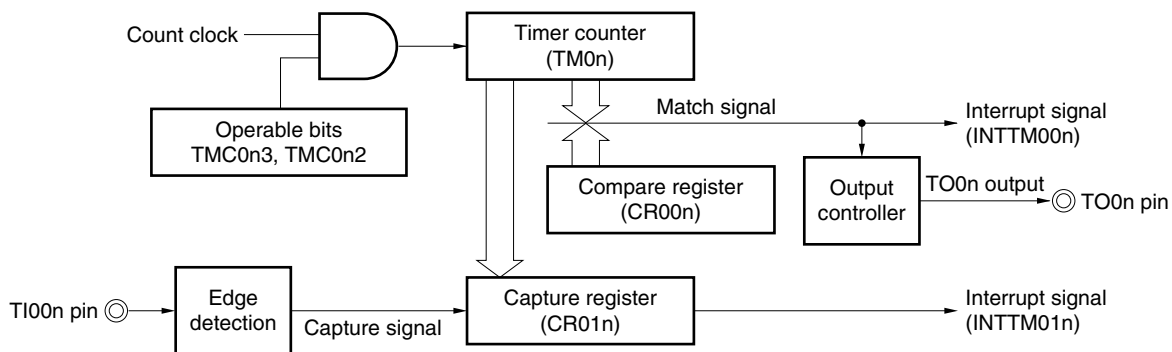 Count clock
Timer counter
(TM0n)
Operable bits
TMC0n3, TMC0n2
Match signal
Interrupt signal
(INTTM00n)
Compare register
(CR00n)
Output
controller
TO0n output
TO0n pin
TI00n pin
Edge
detection
Capture signal
Capture register
(CR01n)
Interrupt signal
(INTTM01n)